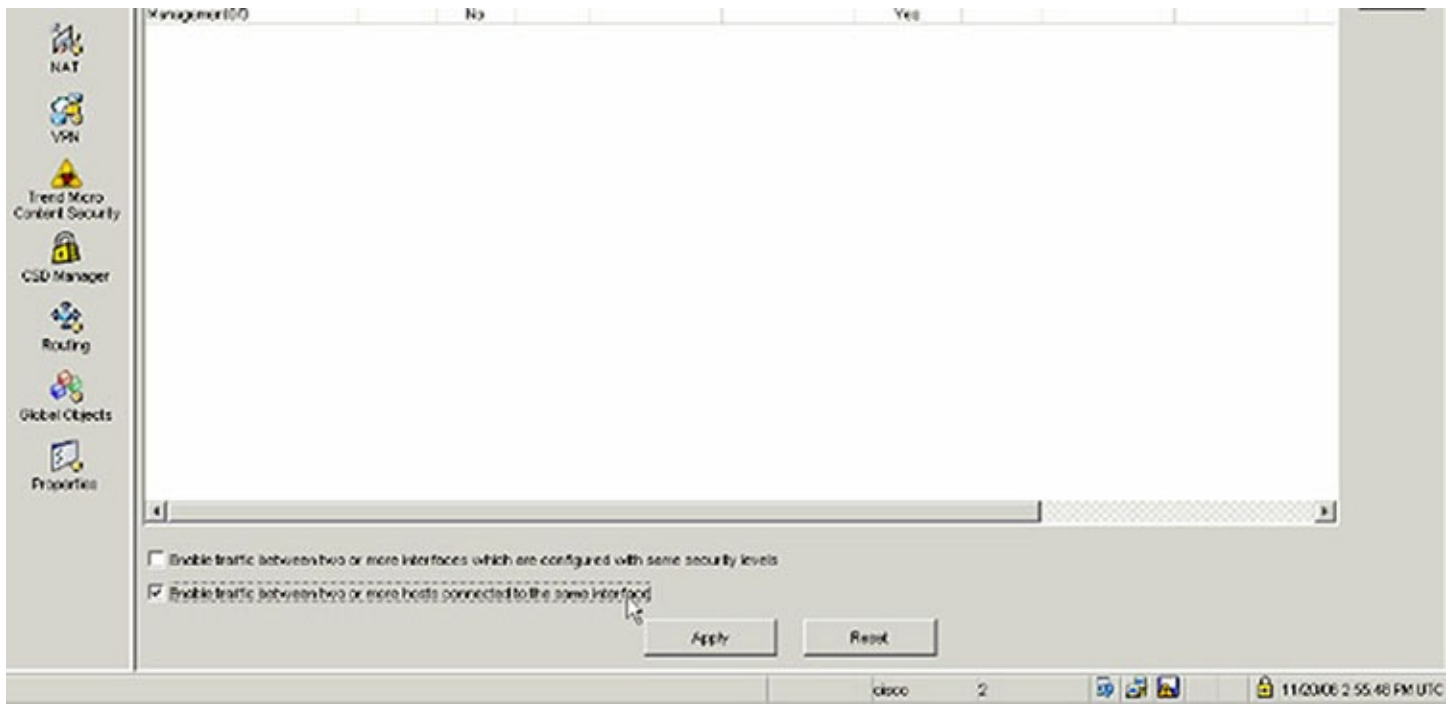 Management0/0 No Yes
NAT
VPN
Trend Micro
Content Security
CSD Manager
Routing
Global Objects
Properties
Enable traffic between two or more interfaces which are configured with same security levels
Enable traffic between two or more hosts connected to the same interface
Apply Reset
cisco 2 11/20/06 2:55:48 PM UTC